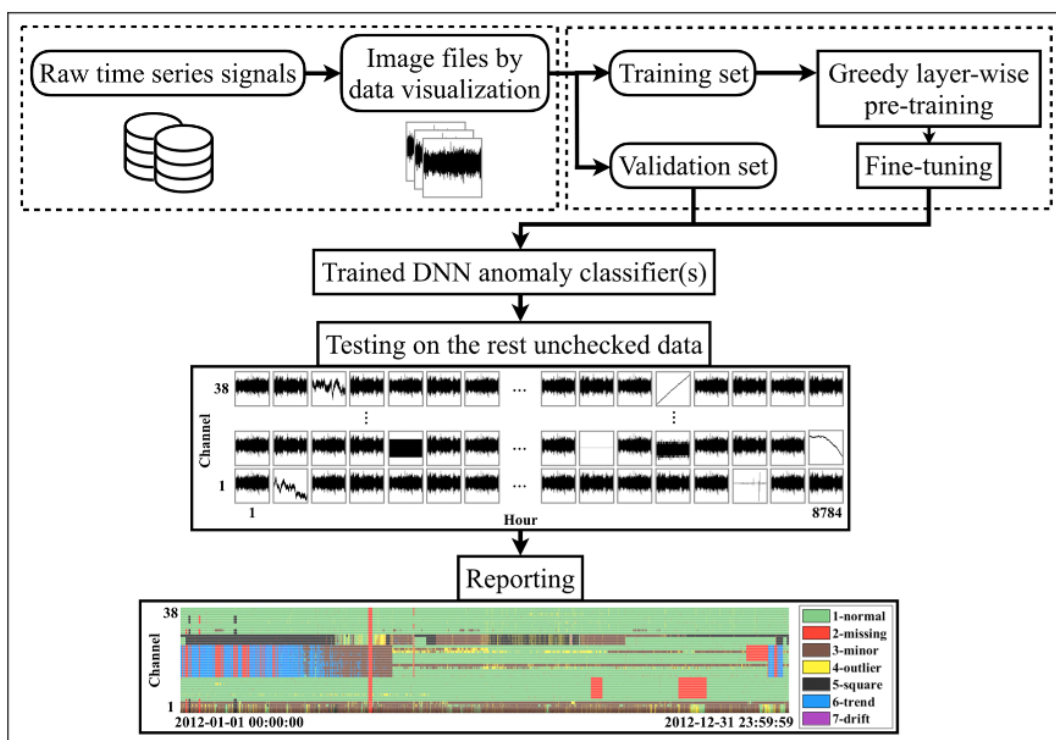 Raw time series signals
Image files by
data visualization
Training set
Greedy layer-wise
pre-training
Validation set
Fine-tuning
Trained DNN anomaly classifier(s)
Testing on the rest unchecked data
38
...
⋮
⋮
Channel
...
1
...
1
Hour
8784
Reporting
38
Channel
1
2012-01-01 00:00:00
2012-12-31 23:59:59
1-normal
2-missing
3-minor
4-outlier
5-square
6-trend
7-drift